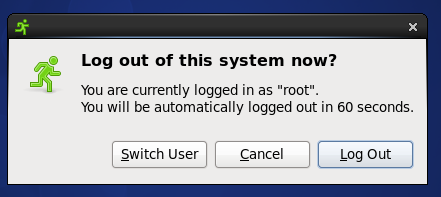 Log out of this system now?
You are currently logged in as "root".
You will be automatically logged out in 60 seconds.
Switch User
Cancel
Log Out